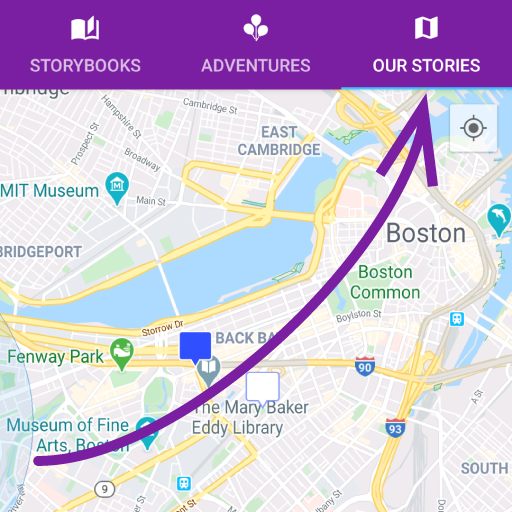 STORYBOOKS
ADVENTURES
OUR STORIES
Cambridge St
Hampshire St
Prospect St
Broadway
EAST
CAMBRIDGE
MIT Museum
Main St
Boston
BRIDGEPORT
Boston
Common
Storrow Dr
Boylston St
BACK
Fenway Park
90
The Mary Baker
Eddy Library
Museum of Fine
Arts, Boston
93
A St
SOUTH
9